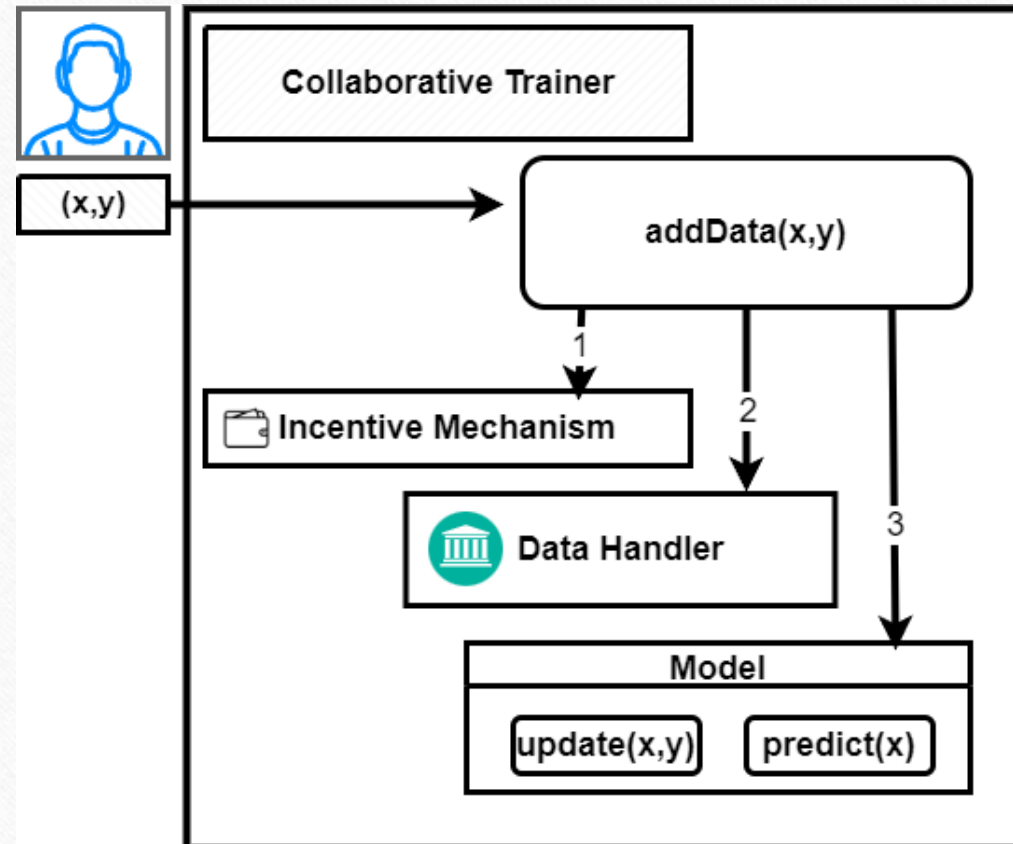 Collaborative Trainer
(x,y)
addData(x,y)
1
Incentive Mechanism
2
Data Handler
3
Model
update(x,y)
predict(x)